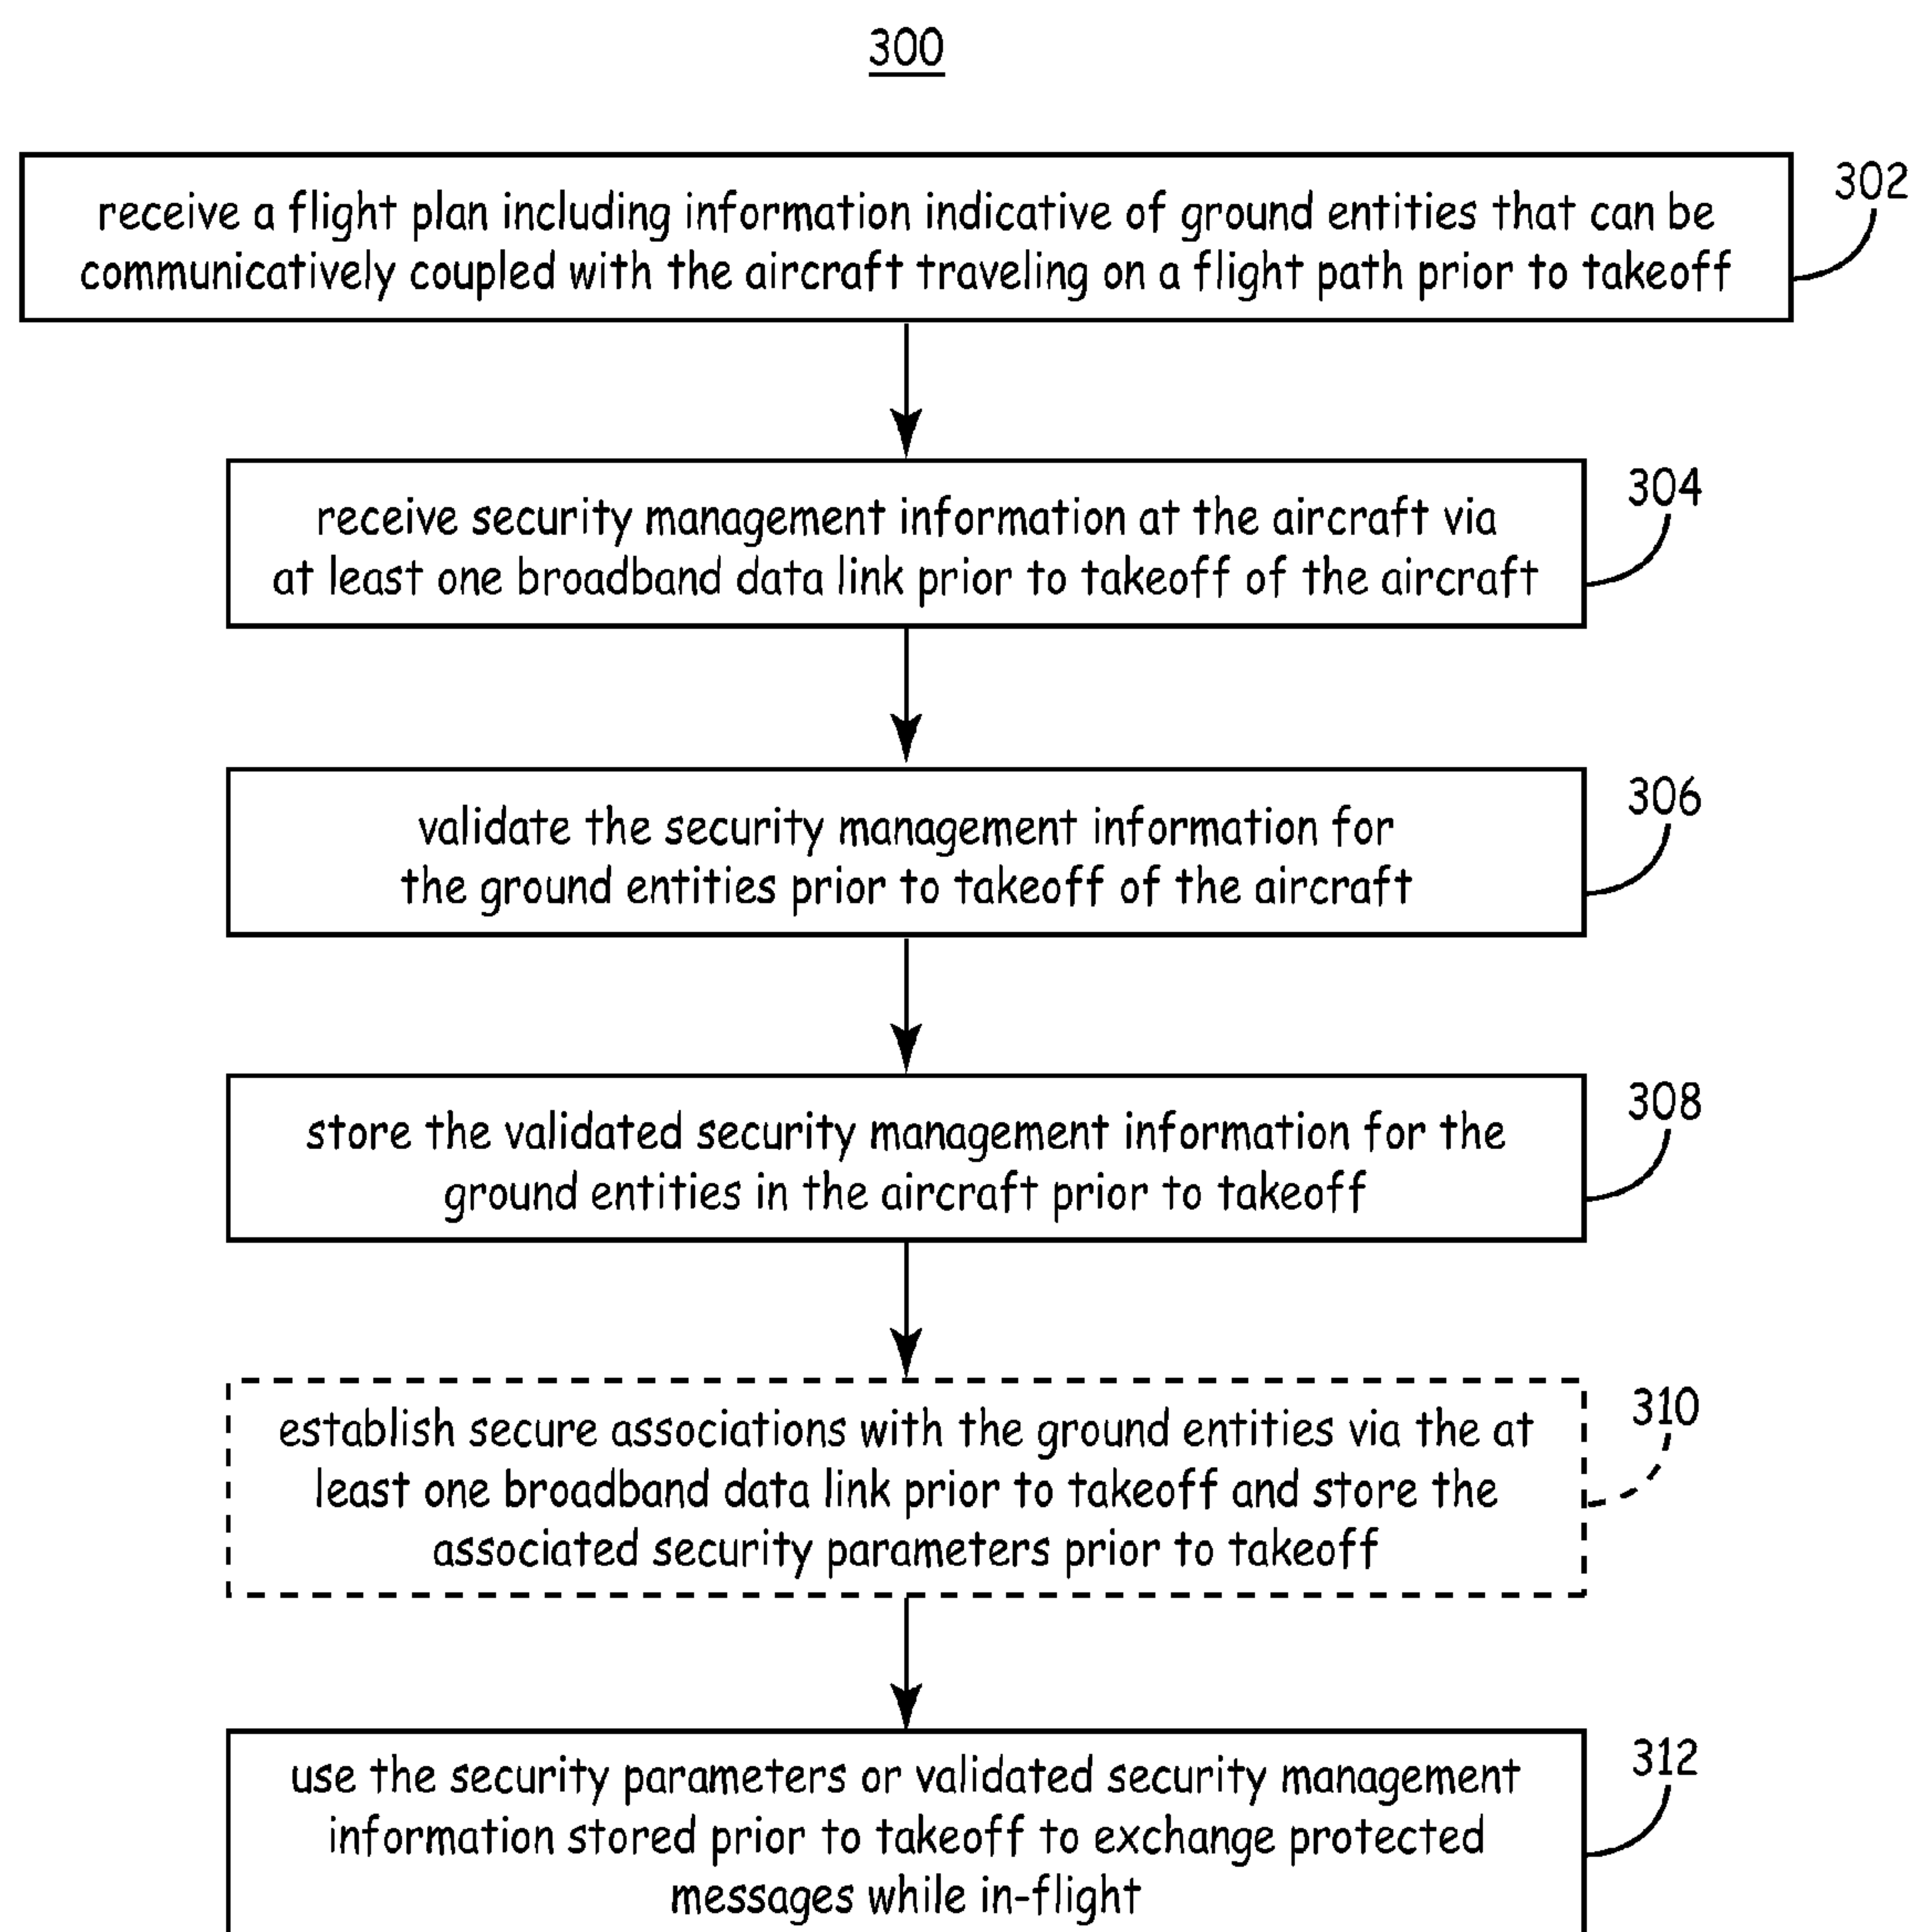 300
302
receive a flight plan including information indicative of ground entities that can be
communicatively coupled with the aircraft traveling on a flight path prior to takeoff
304
receive security management information at the aircraft via
at least one broadband data link prior to takeoff of the aircraft
306
validate the security management information for
the ground entities prior to takeoff of the aircraft
308
store the validated security management information for the
ground entities in the aircraft prior to takeoff
310
establish secure associations with the ground entities via the at
least one broadband data link prior to takeoff and store the
associated security parameters prior to takeoff
312
use the security parameters or validated security management
information stored prior to takeoff to exchange protected
messages while in-flight